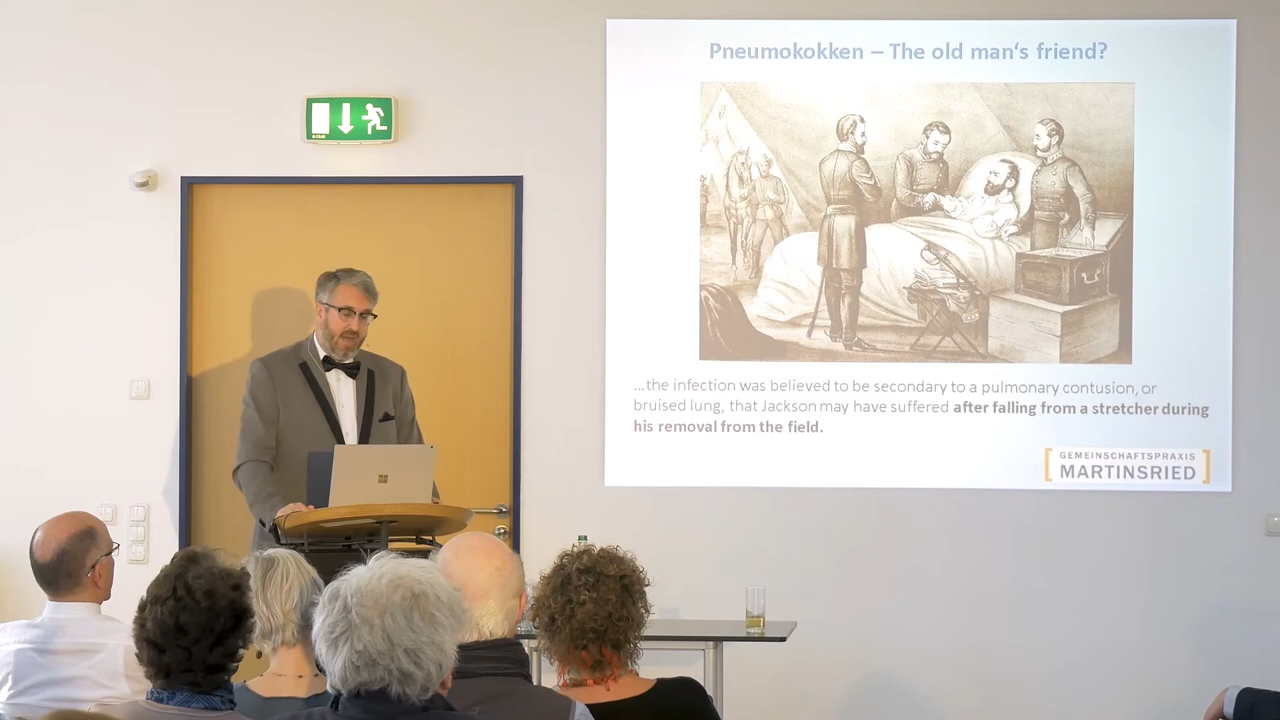 Pneumokokken – The old man‘s friend?
...the infection was believed to be secondary to a pulmonary contusion, or
bruised lung, that Jackson may have suffered after falling from a stretcher during
his removal from the field.
GEMEINSCHAFTSPRAXIS
MARTINSRIED